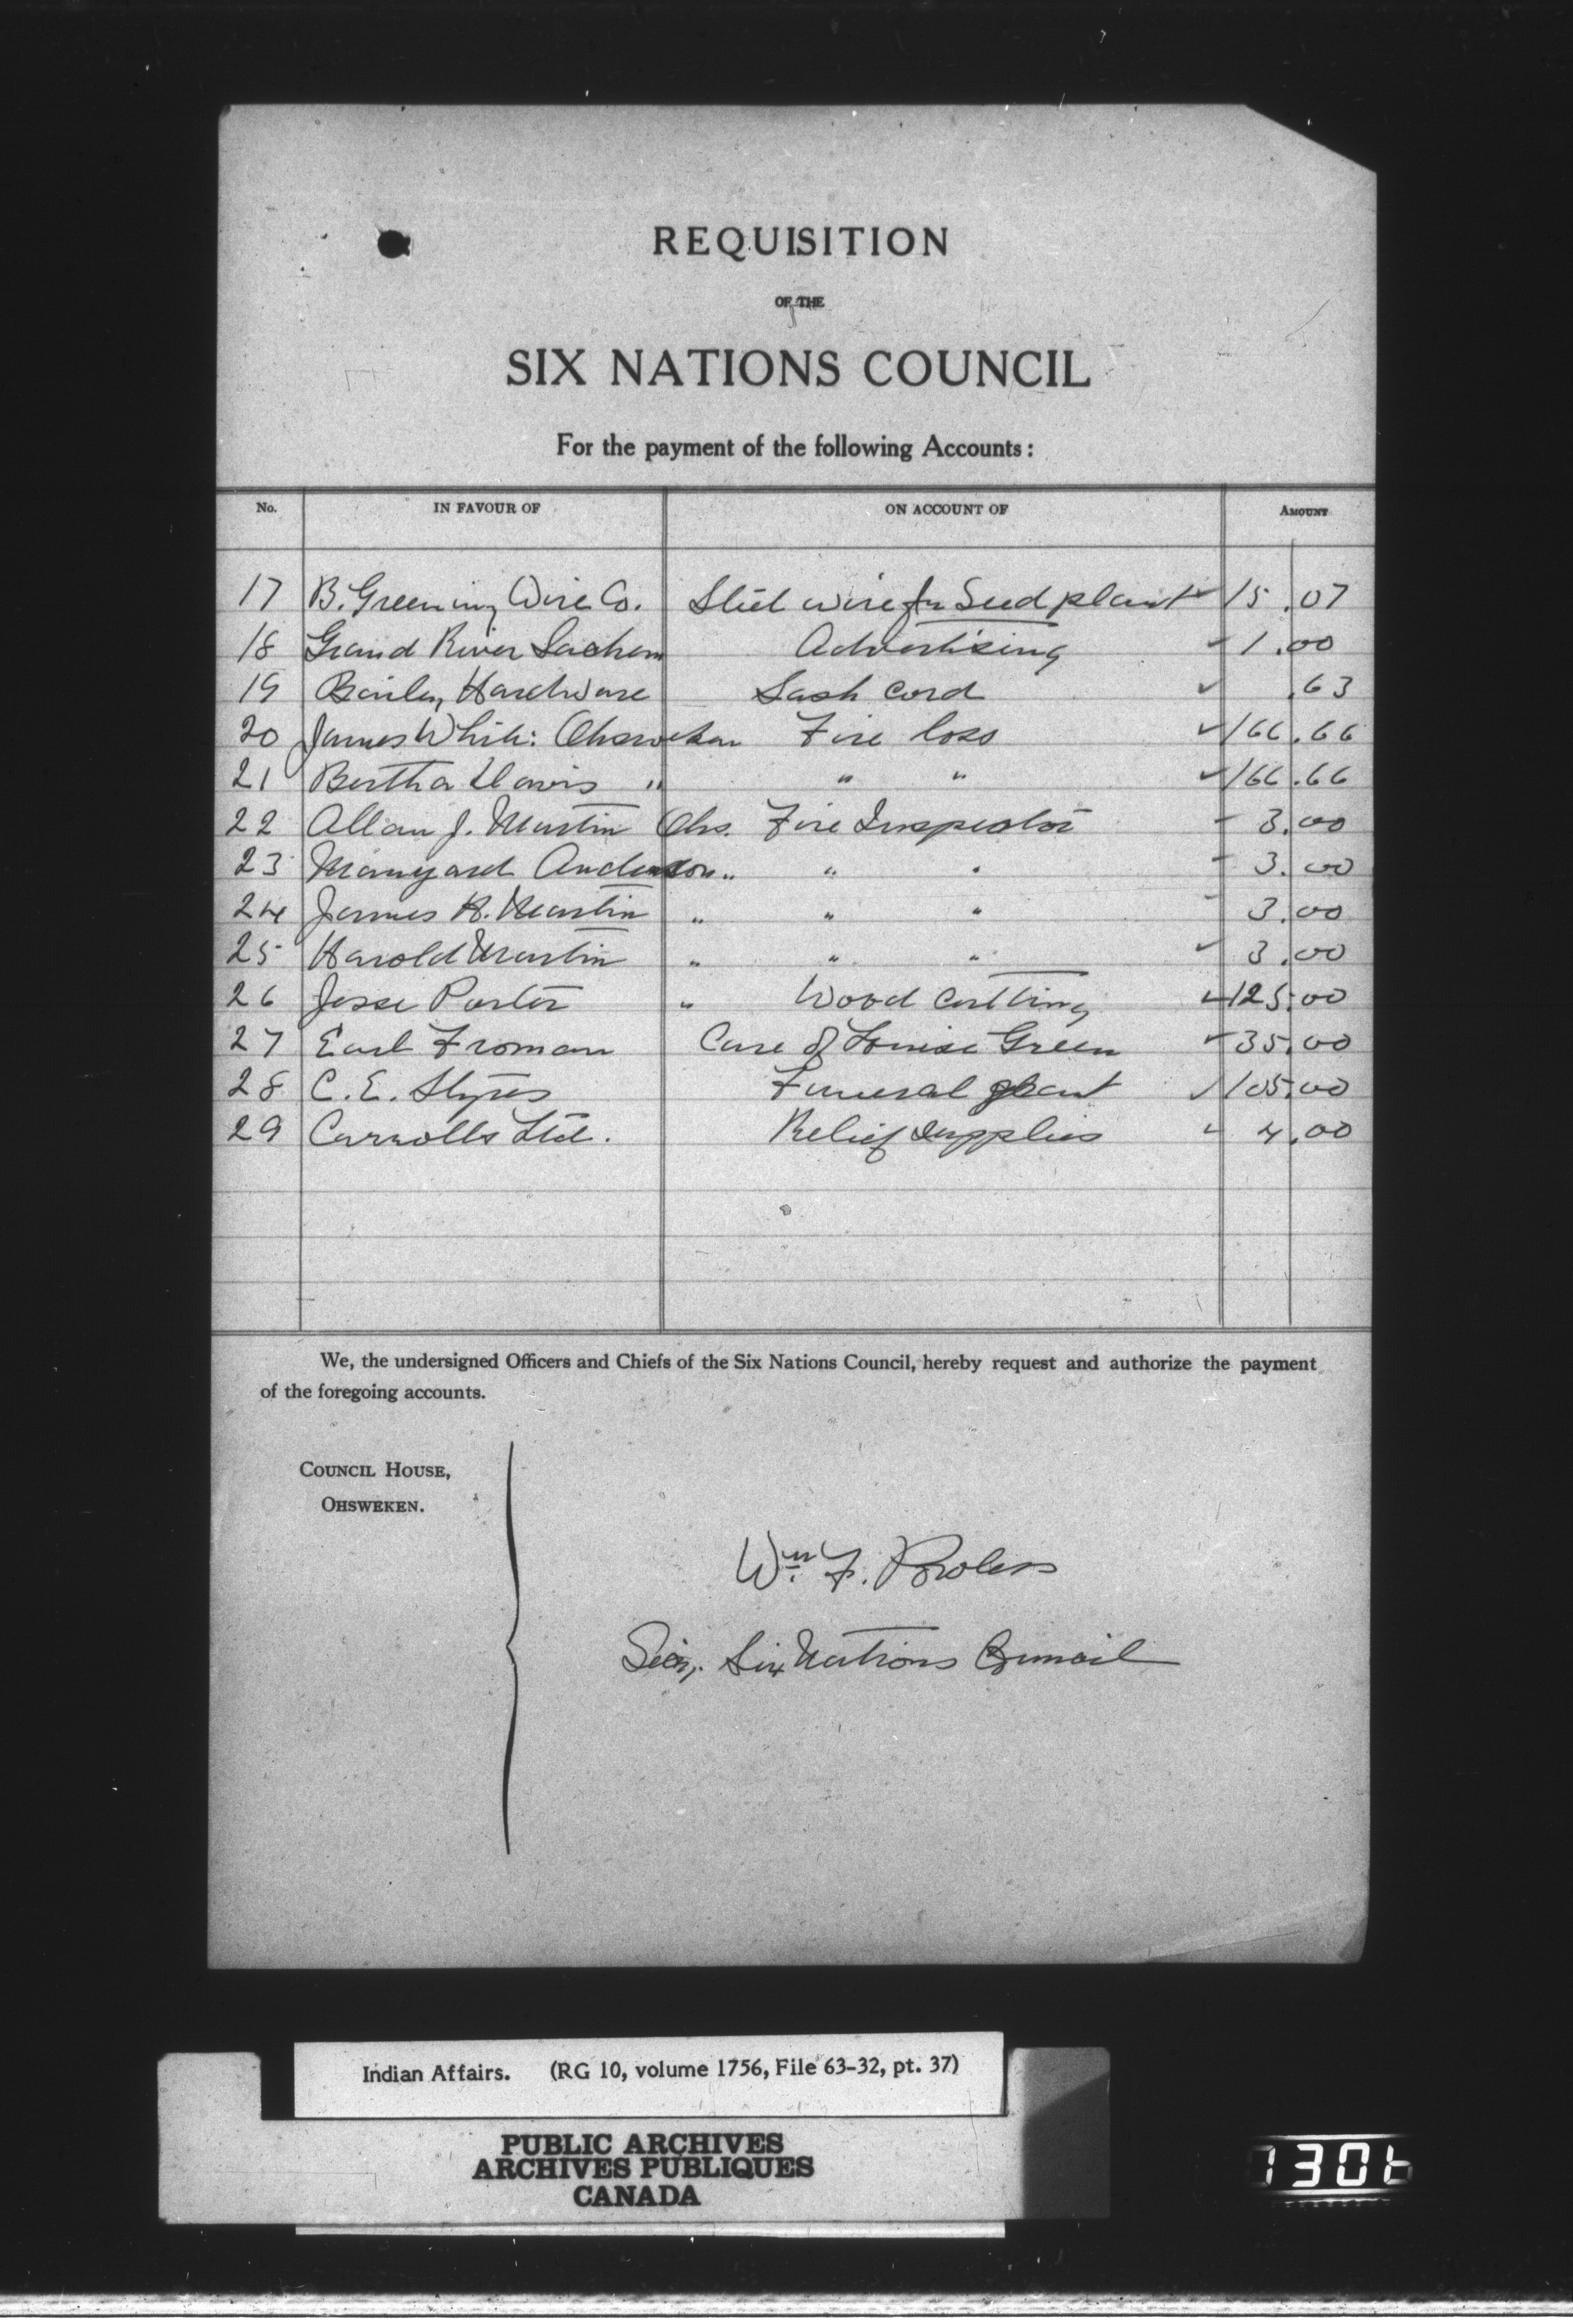 REQUISITION
OF THE
SIX NATIONS COUNCIL
For the payment of the following Accounts:
No. IN FAVOUR OF ON ACCOUNT OF AMOUNT
17 B. Greening Wire Co. Steel wire for Seed plant 15.07
18 Grand River Sachem Advertising 1.00
19 Hardware Sash Cord .63
20 James White: Ohsweken Fire loss 166.66
21 Bertha Davis " " " 166.66
22 Allan J. Martin Ohs. Fire Inspector 3.00
23 Manyard Anderson " " " 3.00
24 James R. Martin " " " 3.00
25 Harold Martin " " " 3.00
26 Jesse Porter " Wood Cutting 125.00
27 Earl Froman Care of Louise Green 35.00
28 C. E. Styres Funeral grant 105.00
29 Carrolls Ltd. Relief supplies 4.00
We, the undersigned Officers and Chiefs of the Six Nations Council, hereby request and authorize the payment
of the foregoing accounts.
COUNCIL HOUSE,
OHSWEKEN.
Wm. F. Powless
Secy. Six Nations Council
Indian Affairs. (RG 10, volume 1756, File 63-32, pt. 37)
PUBLIC ARCHIVES
ARCHIVES PUBLIQUES
CANADA